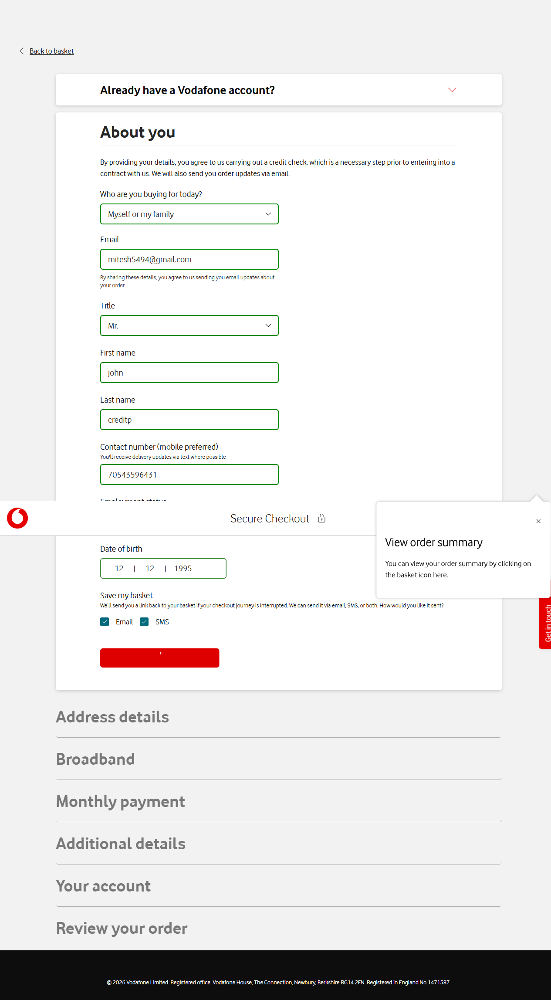 Back to basket
Already have a Vodafone account?
About you
By providing your details, you agree to us carrying out a credit check, which is a necessary step prior to entering into a
contract with us. We will also send you order updates via email.
Who are you buying for today?
Myself or my family
Email
mitesh5494@gmail.com
By sharing these details, you agree to us sending you email updates about
your order.
Title
Mr.
First name
john
Last name
creditp
Contact number (mobile preferred)
You'll receive delivery updates via text where possible
70543596431
Secure Checkout
View order summary
You can view your order summary by clicking on
the basket icon here.
Date of birth
12 | 12 | 1995
Save my basket
We'll send you a link back to your basket if your checkout journey is interrupted. We can send it via email, SMS, or both. How would you like it sent?
Email SMS
Get in touch
Address details
Broadband
Monthly payment
Additional details
Your account
Review your order
© 2026 Vodafone Limited. Registered office: Vodafone House, The Connection, Newbury, Berkshire RG14 2FN. Registered in England No 1471587.